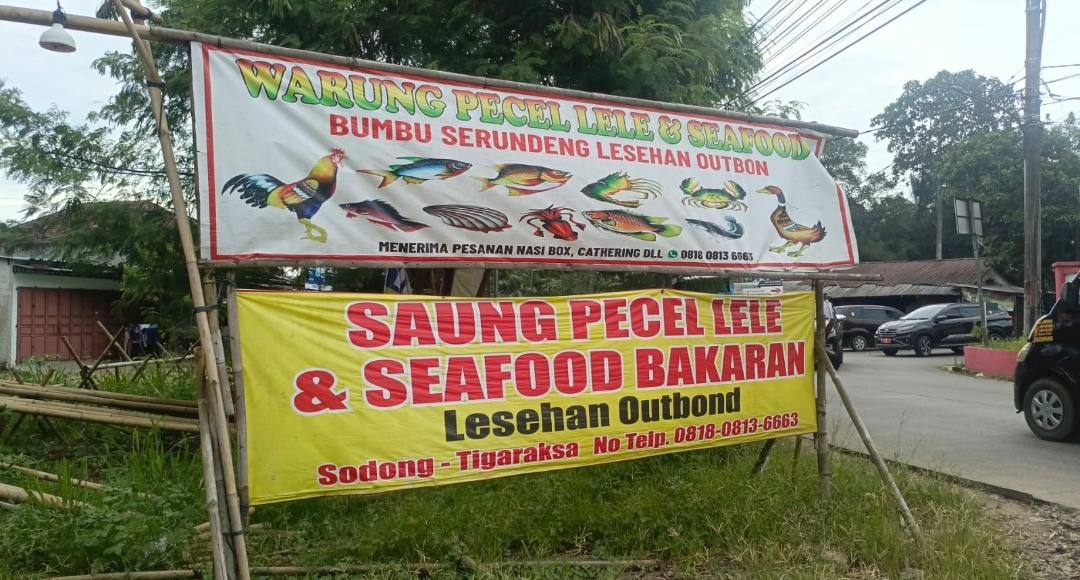 WARUNG PECEL LELE & SEAFOOD
BUMBU SERUNDENG LESEHAN OUTBON
MENERIMA PESANAN NASI BOX, CATHERING DLL 0818 0813 6663
SAUNG PECEL LELE
& SEAFOOD BAKARAN
Lesehan Outbond
Sodong - Tigaraksa No Telp. 0818-0813-6663